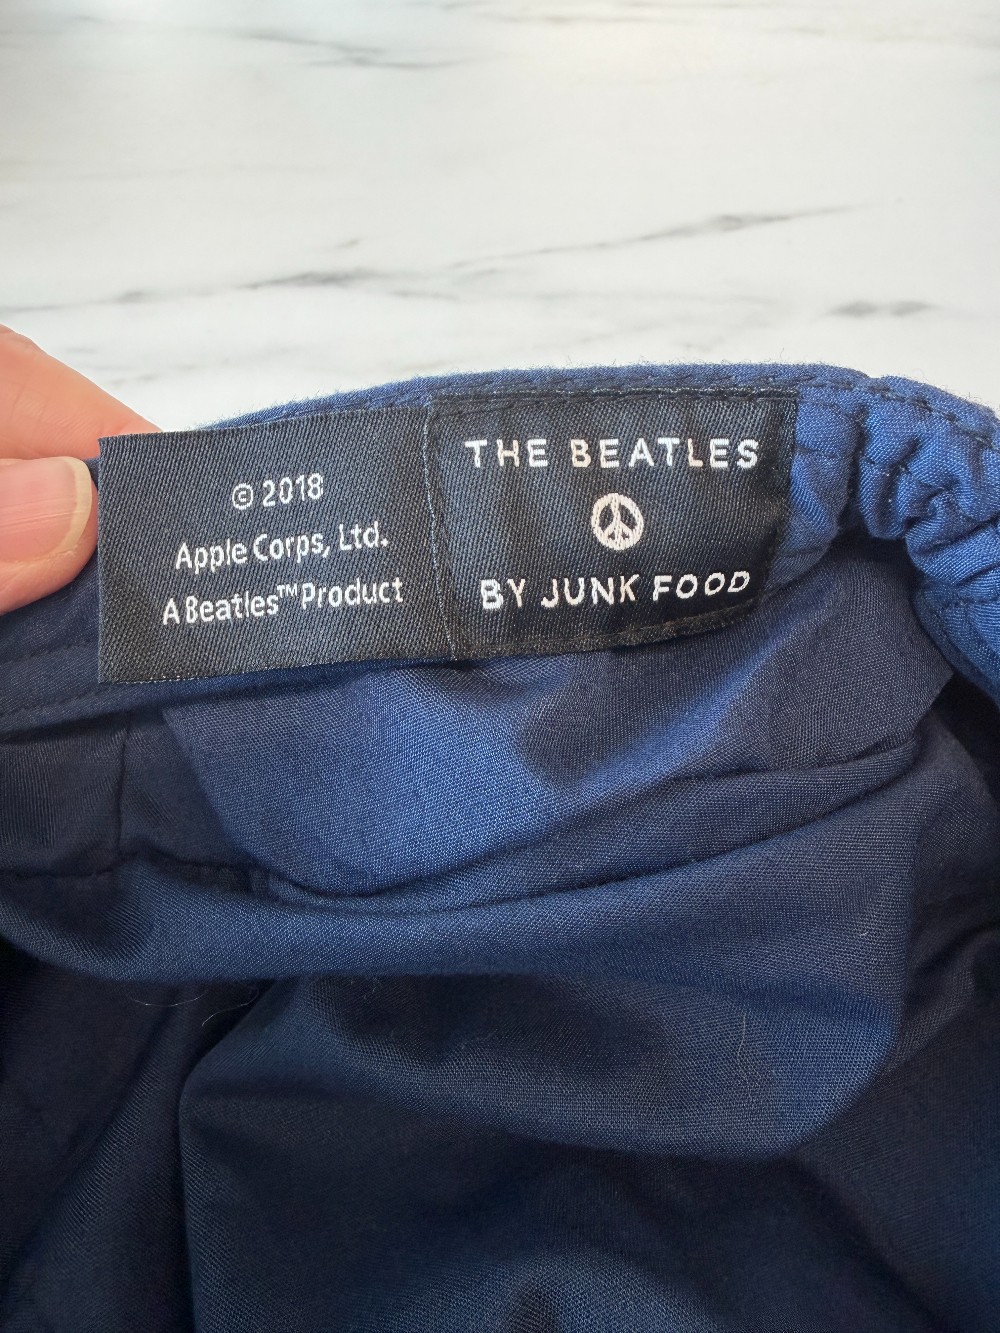 © 2018
Apple Corps, Ltd.
A Beatles™ Product
THE BEATLES
BY JUNK FOOD